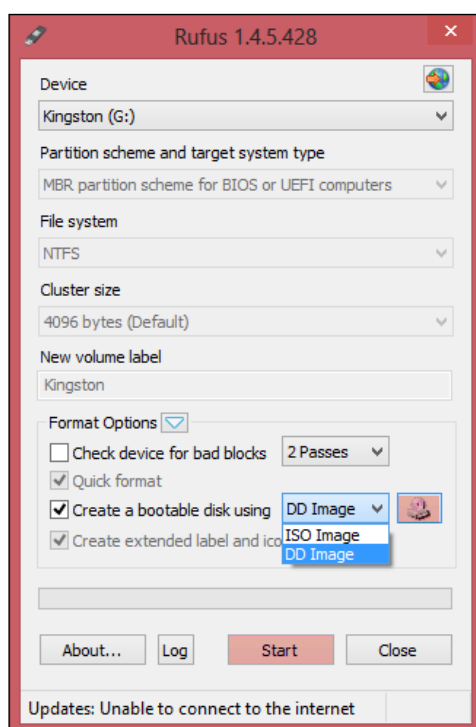 Rufus 1.4.5.428
Device
Kingston (G:)
Partition scheme and target system type
MBR partition scheme for BIOS or UEFI computers
File system
NTFS
Cluster size
4096 bytes (Default)
New volume label
Kingston
Format Options
Check device for bad blocks 2 Passes
Quick format
Create a bootable disk using DD Image
ISO Image
Create extended label and ico
DD Image
About... Log Start Close
Updates: Unable to connect to the internet